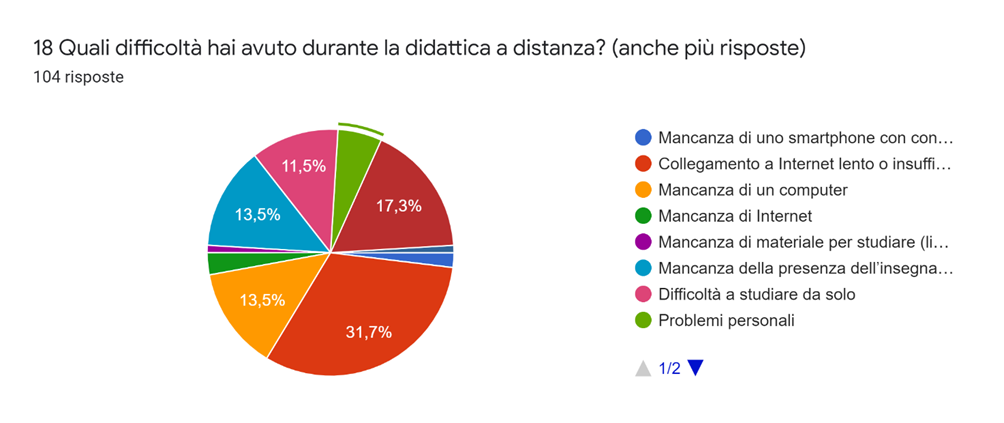 18 Quali difficoltà hai avuto durante la didattica a distanza? (anche più risposte)
104 risposte
11,5%
17,3%
13,5%
13,5%
31,7%
Mancanza di uno smartphone con con…
Collegamento a Internet lento o insuffi…
Mancanza di un computer
Mancanza di Internet
Mancanza di materiale per studiare (li…
Mancanza della presenza dell'insegna…
Difficoltà a studiare da solo
Problemi personali
1/2